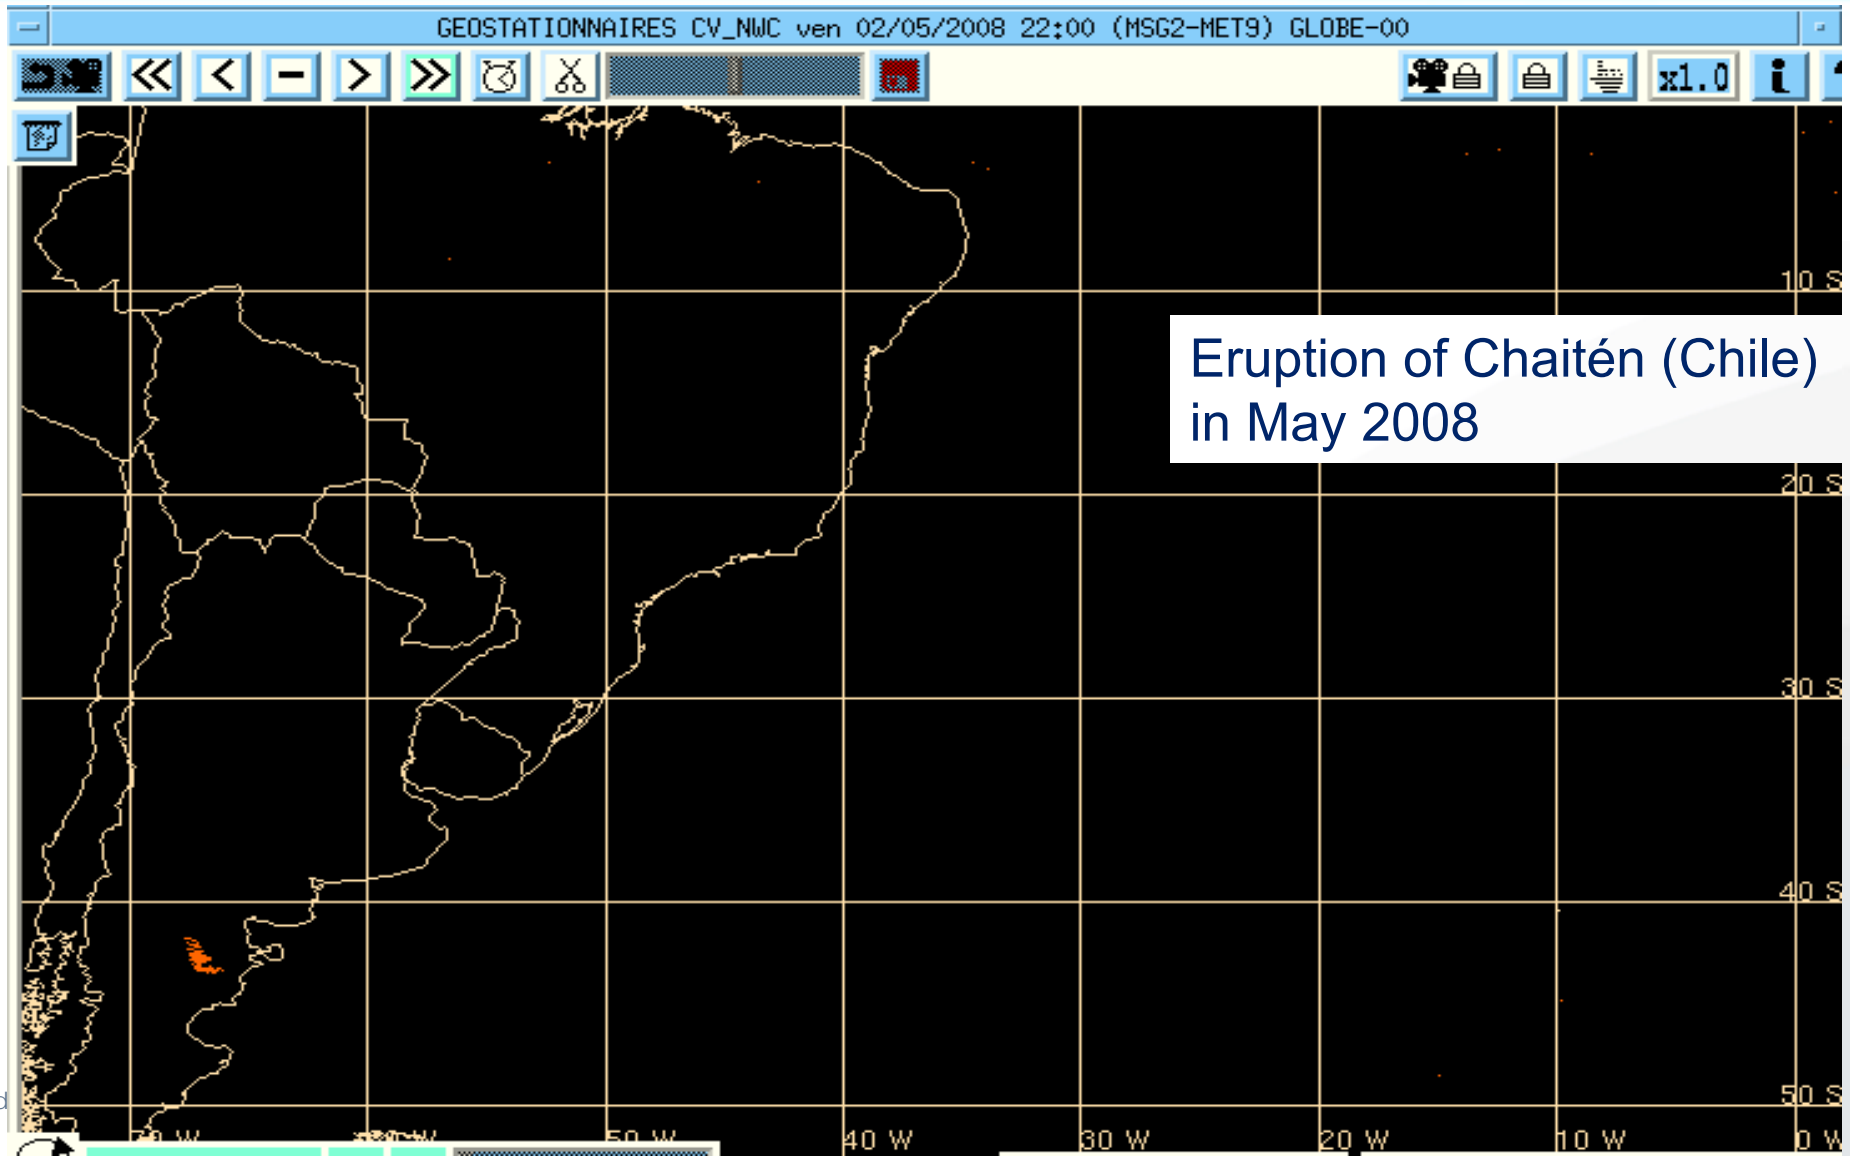 GEOSTATIONNAIRES CV_NWC ven 02/05/2008 22:00 (MSG2-MET9) GLOBE-00
x1.0
10 S
Eruption of Chaitén (Chile)
in May 2008
20 S
30 S
40 S
50 S
50 W
40 W
30 W
20 W
10 W
0 W